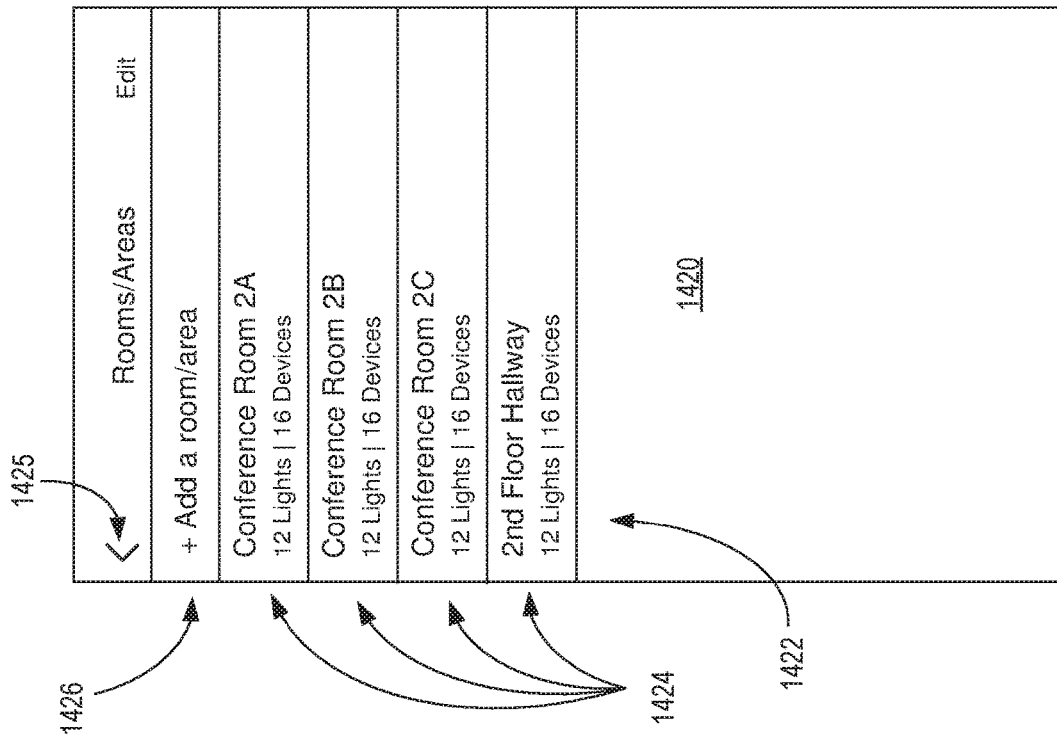 1425
Rooms/Areas
Edit
1426
+ Add a room/area
Conference Room 2A
12 Lights | 16 Devices
Conference Room 2B
12 Lights | 16 Devices
Conference Room 2C
12 Lights | 16 Devices
2nd Floor Hallway
12 Lights | 16 Devices
1424
1422
1420